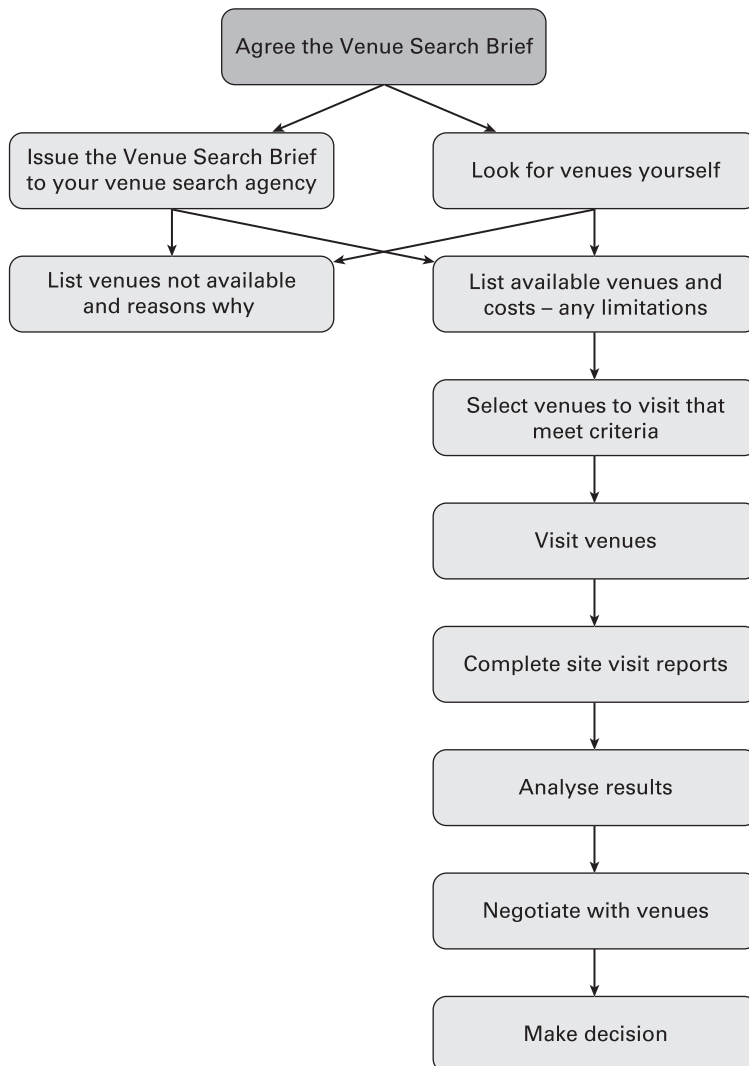 Agree the Venue Search Brief
Issue the Venue Search Brief
to your venue search agency
Look for venues yourself
List venues not available
and reasons why
List available venues and
costs – any limitations
Select venues to visit that
meet criteria
Visit venues
Complete site visit reports
Analyse results
Negotiate with venues
Make decision